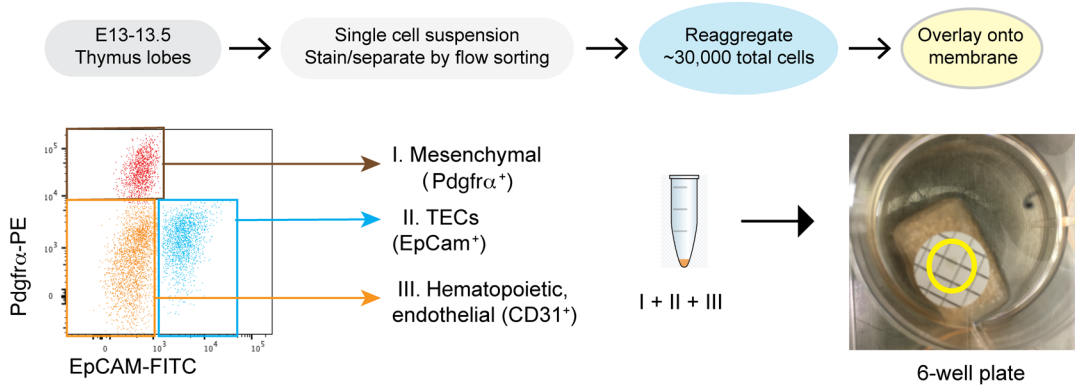 E13-13.5
Thymus lobes
Single cell suspension
Stain/separate by flow sorting
Reaggregate
~30,000 total cells
Overlay onto
membrane
Pdgfrα-PE
10⁵
10⁴
10³
0
0
10³
10⁴
10⁵
EpCAM-FITC
I. Mesenchymal
(Pdgfrα⁺)
II. TECs
(EpCam⁺)
III. Hematopoietic,
endothelial (CD31⁺)
I + II + III
6-well plate